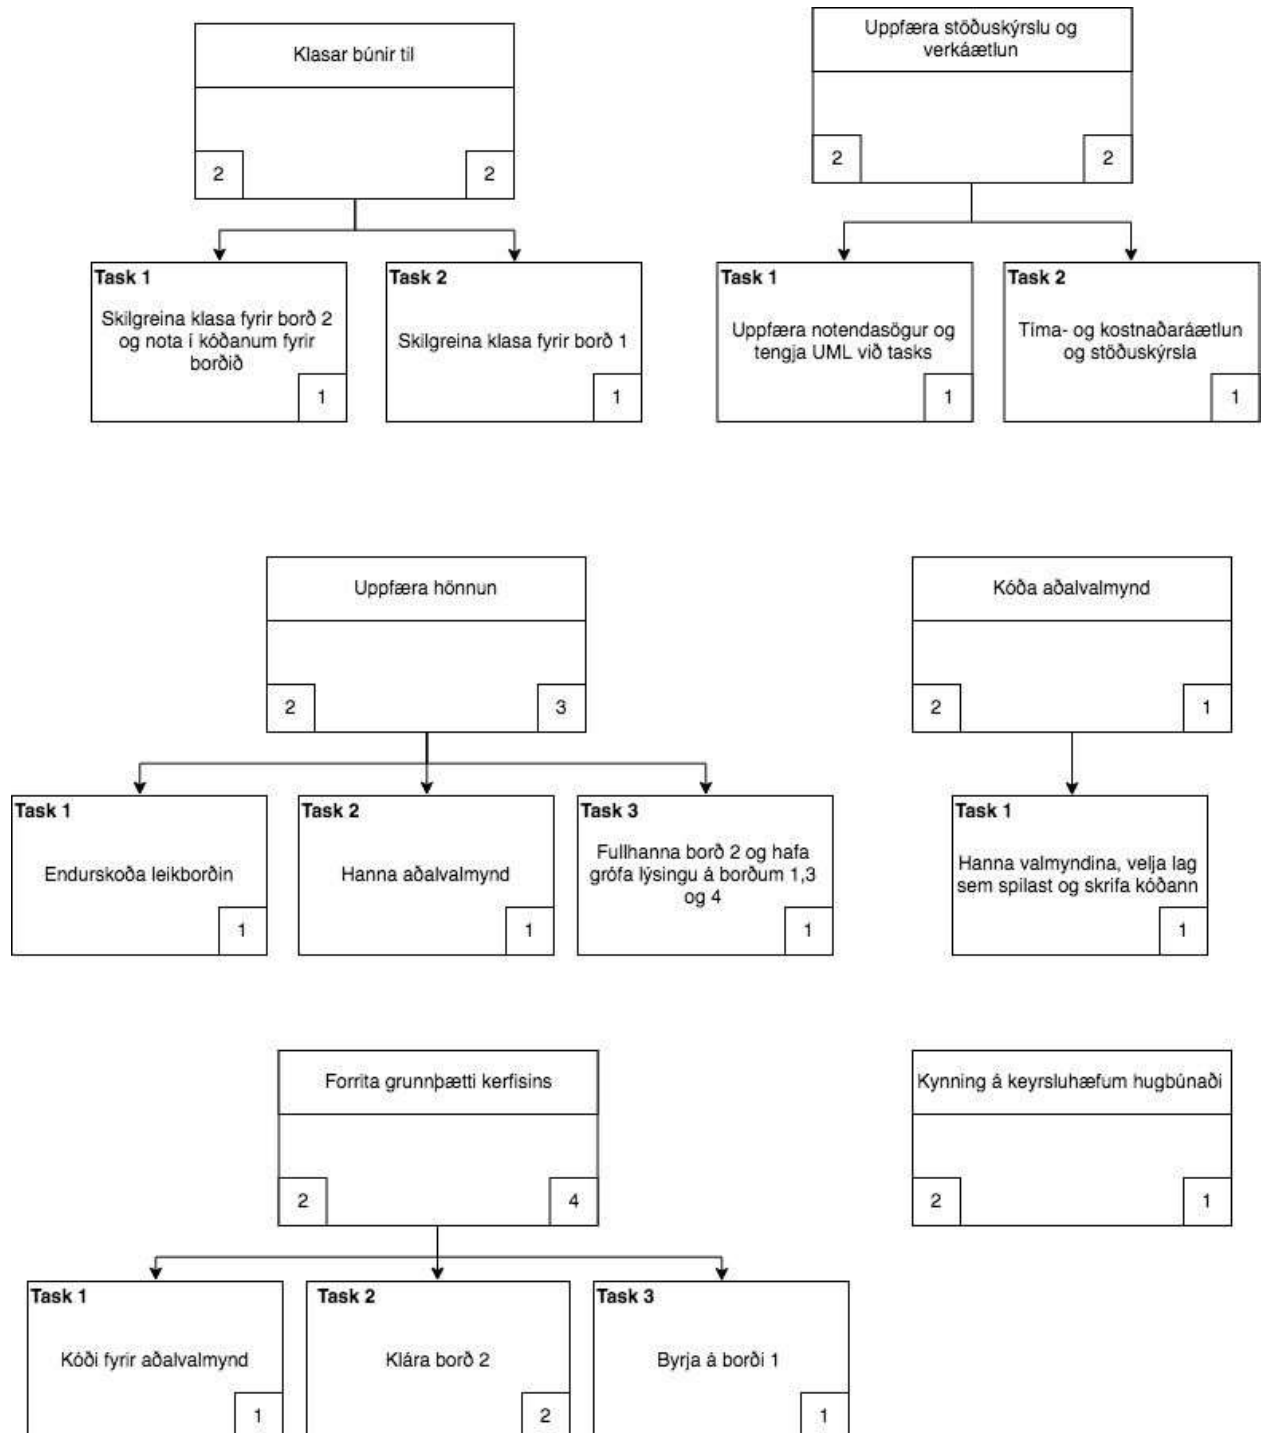 Klasar búnir til
2
2
Task 1
Skilgreina klasa fyrir borð 2
og nota í kóðanum fyrir
borðið
1
Task 2
Skilgreina klasa fyrir borð 1
1
Uppfæra stöðuskýrslu og
verkáætlun
2
2
Task 1
Uppfæra notendasögur og
tengja UML við tasks
1
Task 2
Tíma- og kostnaðaráætlun
og stöðuskýrsla
1
Uppfæra hönnun
2
3
Task 1
Endurskoða leikborðin
1
Task 2
Hanna aðalvalmynd
1
Task 3
Fullhanna borð 2 og hafa
grófa lýsingu á borðum 1,3
og 4
1
Kóða aðalvalmynd
2
1
Task 1
Hanna valmyndina, velja lag
sem spilast og skrifa kóðann
1
Forrita grunnþætti kerfisins
2
4
Task 1
Kóði fyrir aðalvalmynd
1
Task 2
Klára borð 2
2
Task 3
Byrja á borði 1
1
Kynning á keyrsluhæfum hugbúnaði
2
1